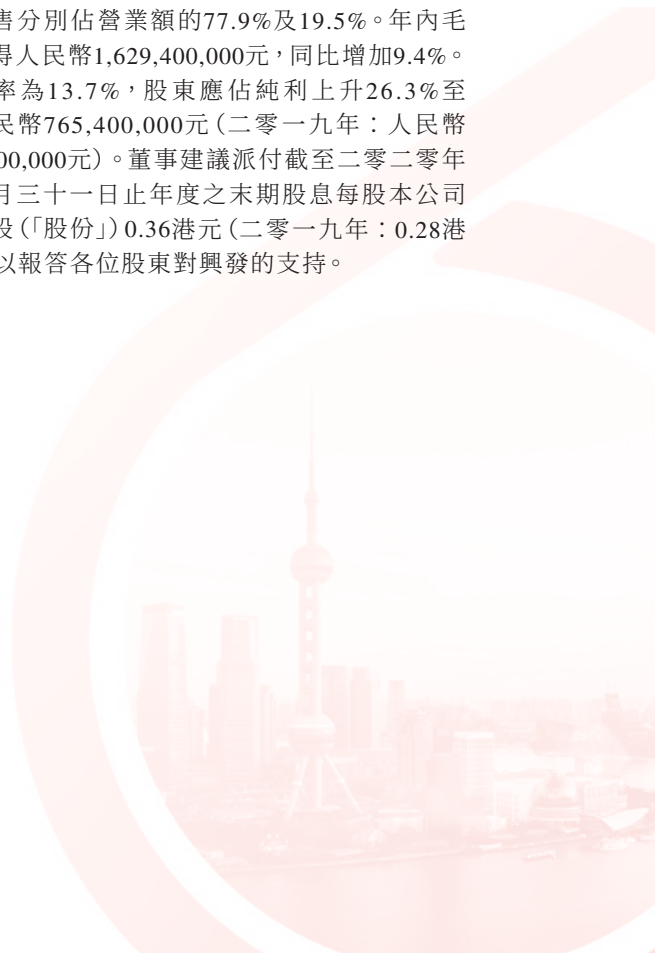 售分別佔營業額的77.9%及19.5%。年內毛
得人民幣1,629,400,000元，同比增加9.4%。
率為13.7%，股東應佔純利上升26.3%至
民幣765,400,000元（二零一九年：人民幣
00,000元）。董事建議派付截至二零二零年
月三十一日止年度之末期股息每股本公司
股（「股份」）0.36港元（二零一九年：0.28港
以報答各位股東對興發的支持。